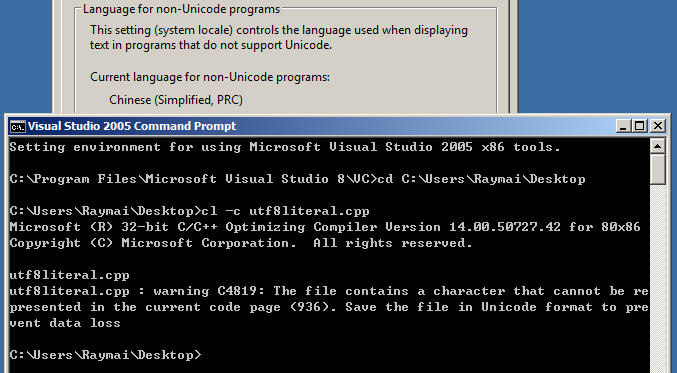 Language for non-Unicode programs
This setting (system locale) controls the language used when displaying
text in programs that do not support Unicode.
Current language for non-Unicode programs:
Chinese (Simplified, PRC)
C:\. Visual Studio 2005 Command Prompt
Setting environment for using Microsoft Visual Studio 2005 x86 tools.
C:\Program Files\Microsoft Visual Studio 8\VC>cd C:\Users\Raymai\Desktop
C:\Users\Raymai\Desktop>cl -c utf8literal.cpp
Microsoft (R) 32-bit C/C++ Optimizing Compiler Version 14.00.50727.42 for 80x86
Copyright (C) Microsoft Corporation.  All rights reserved.
utf8literal.cpp
utf8literal.cpp : warning C4819: The file contains a character that cannot be re
presented in the current code page (936). Save the file in Unicode format to pre
vent data loss
C:\Users\Raymai\Desktop>